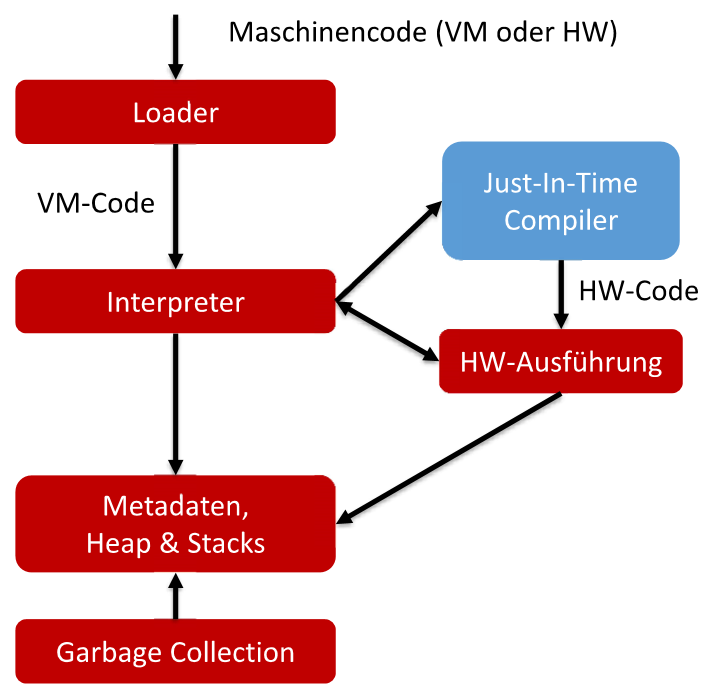 Maschinencode (VM oder HW)
Loader
VM-Code
Just-In-Time
Compiler
Interpreter
HW-Code
HW-Ausführung
Metadaten,
Heap & Stacks
Garbage Collection